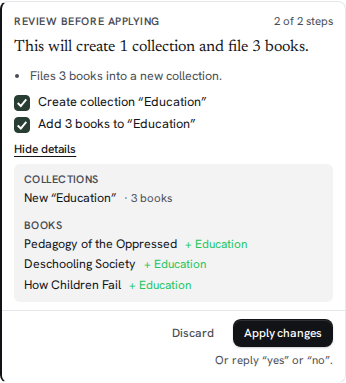 REVIEW BEFORE APPLYING 2 of 2 steps
This will create 1 collection and file 3 books.
• Files 3 books into a new collection.
Create collection “Education”
Add 3 books to “Education”
Hide details
COLLECTIONS
New “Education” · 3 books
BOOKS
Pedagogy of the Oppressed + Education
Deschooling Society + Education
How Children Fail + Education
Discard Apply changes
Or reply “yes” or “no”.